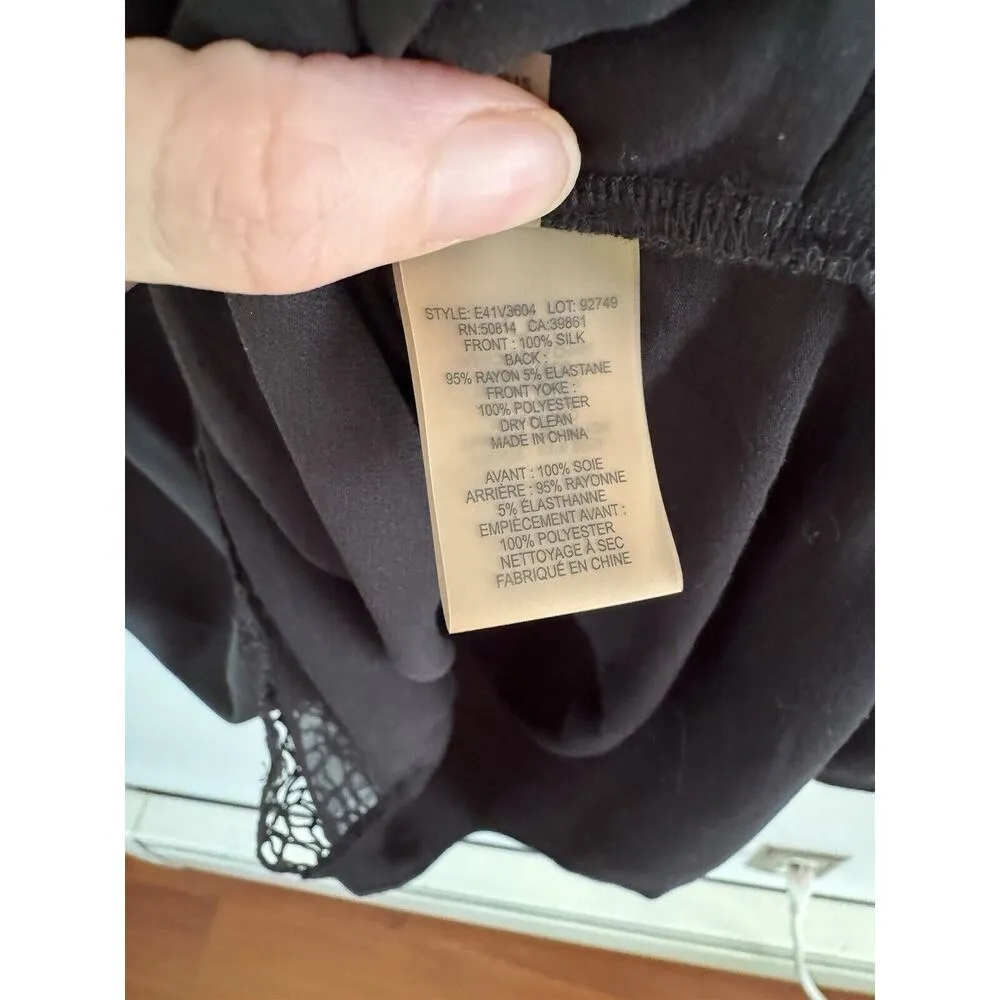 STYLE: E41V3604 LOT: 92749
RN:50814 CA:39861
FRONT : 100% SILK
BACK :
95% RAYON 5% ELASTANE
FRONT YOKE :
100% POLYESTER
DRY CLEAN
MADE IN CHINA
AVANT : 100% SOIE
ARRIÈRE : 95% RAYONNE
5% ÉLASTHANNE
EMPIÈCEMENT AVANT :
100% POLYESTER
NETTOYAGE À SEC
FABRIQUÉ EN CHINE